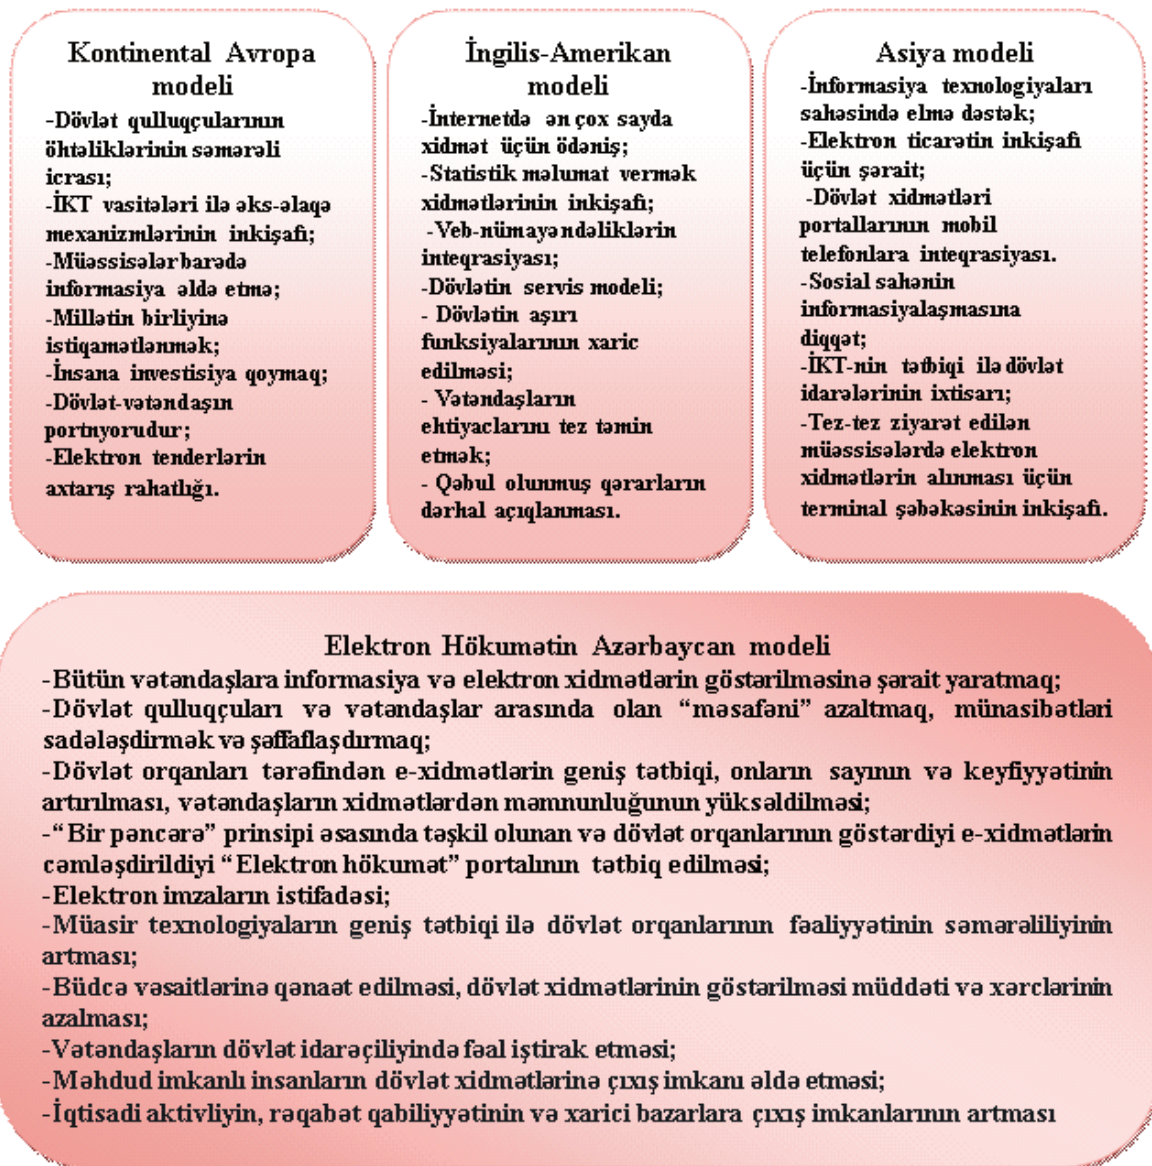 Kontinental Avropa
modeli
-Dövlət qulluqçularının
öhtəliklərinin səmərəli
icrası;
-İKT vasitələri ilə əks-əlaqə
mexanizmlərinin inkişafı;
-Müəssisələr barədə
informasiya əldə etmə;
-Millətin birliyinə
istiqamətlənmək;
-İnsana investisiya qoymaq;
-Dövlət-vətəndaşın
portnyorudur;
-Elektron tenderlərin
axtarış rahatlığı.
İngilis-Amerikan
modeli
-İnternetdə ən çox sayda
xidmət üçün ödəniş;
-Statistik məlumat vermək
xidmətlərinin inkişafı;
-Veb-nümayəndəliklərin
inteqrasiyası;
-Dövlətin servis modeli;
- Dövlətin aşırı
funksiyalarının xaric
edilməsi;
- Vətəndaşların
ehtiyaclarını tez təmin
etmək;
- Qəbul olunmuş qərarların
dərhal açıqlanması.
Asiya modeli
-İnformasiya texnologiyaları
sahəsində elmə dəstək;
-Elektron ticarətin inkişafı
üçün şərait;
-Dövlət xidmətləri
portallarının mobil
telefonlara inteqrasiyası.
-Sosial sahənin
informasiyalaşmasına
diqqət;
-İKT-nin tətbiqi ilə dövlət
idarələrinin ixtisarı;
-Tez-tez ziyarət edilən
müəssisələrdə elektron
xidmətlərin alınması üçün
terminal şəbəkəsinin inkişafı.
Elektron Hökumətin Azərbaycan modeli
-Bütün vətəndaşlara informasiya və elektron xidmətlərin göstərilməsinə şərait yaratmaq;
-Dövlət qulluqçuları və vətəndaşlar arasında olan “məsafəni” azaltmaq, münasibətləri
sadələşdirmək və şəffaflaşdırmaq;
-Dövlət orqanları tərəfindən e-xidmətlərin geniş tətbiqi, onların sayının və keyfiyyətinin
artırılması, vətəndaşların xidmətlərdən məmnunluğunun yüksəldilməsi;
-“Bir pəncərə” prinsipi əsasında təşkil olunan və dövlət orqanlarının göstərdiyi e-xidmətlərin
cəmləşdirildiyi “Elektron hökumət” portalının tətbiq edilməsi;
-Elektron imzaların istifadəsi;
-Müasir texnologiyaların geniş tətbiqi ilə dövlət orqanlarının fəaliyyətinin səmərəliliyinin
artması;
-Büdcə vəsaitlərinə qənaət edilməsi, dövlət xidmətlərinin göstərilməsi müddəti və xərclərinin
azalması;
-Vətəndaşların dövlət idarəçiliyində fəal iştirak etməsi;
-Məhdud imkanlı insanların dövlət xidmətlərinə çıxış imkanı əldə etməsi;
-İqtisadi aktivliyin, rəqabət qabiliyyətinin və xarici bazarlara çıxış imkanlarının artması